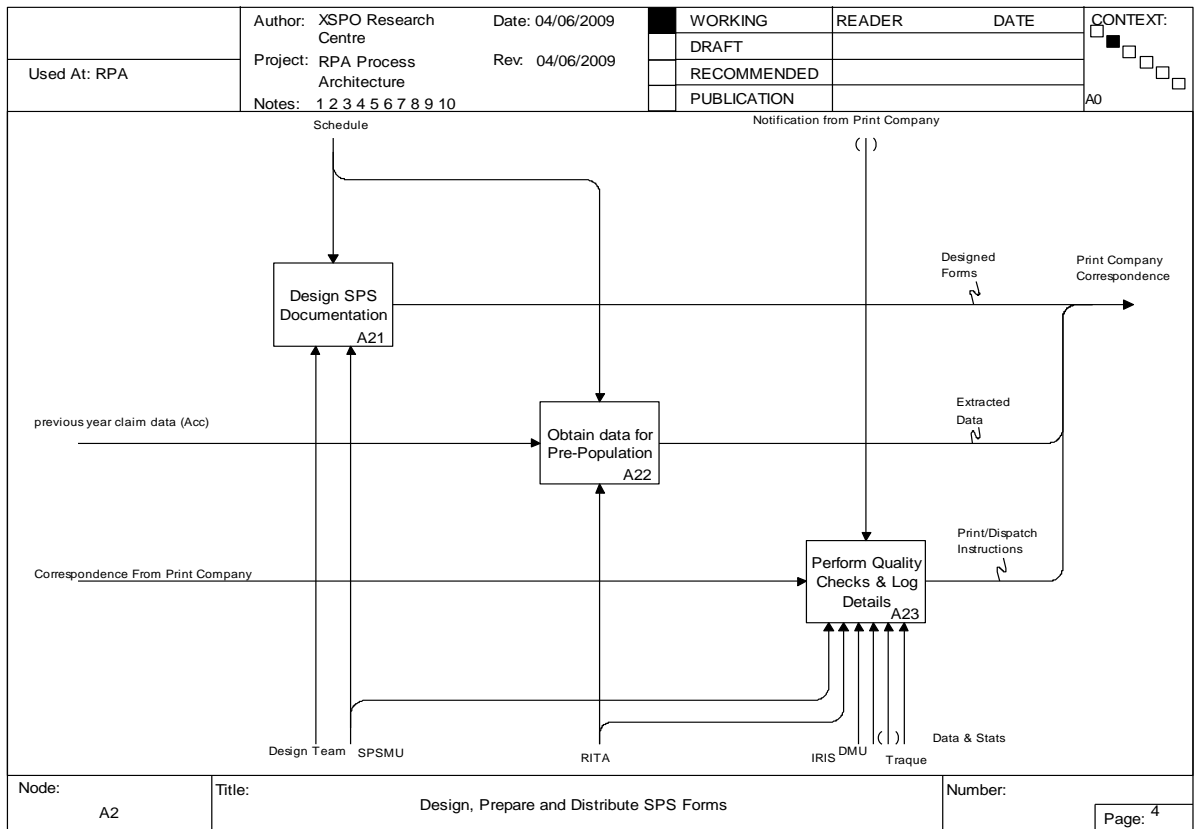 Used At: RPA
Author: XSPO Research
Centre
Date: 04/06/2009
Project: RPA Process
Architecture
Rev: 04/06/2009
Notes: 1 2 3 4 5 6 7 8 9 10
WORKING
DRAFT
RECOMMENDED
PUBLICATION
READER DATE
CONTEXT:
A0
Schedule
Notification from Print Company
( )
Design SPS
Documentation
A21
Designed
Forms
Print Company
Correspondence
previous year claim data (Acc)
Obtain data for
Pre-Population
A22
Extracted
Data
Correspondence From Print Company
Perform Quality
Checks & Log
Details
A23
Print/Dispatch
Instructions
Design Team
SPSMU
RITA
IRIS
DMU
( )
Traque
Data & Stats
Node:
A2
Title:
Design, Prepare and Distribute SPS Forms
Number:
Page: 4